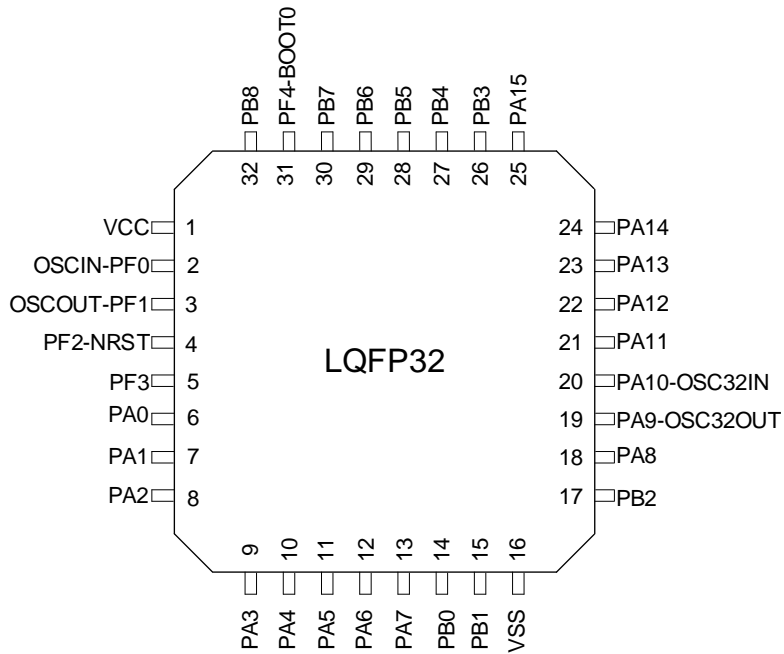 PB8
PF4-BOOT0
PB7
PB6
PB5
PB4
PB3
PA15
32
31
30
29
28
27
26
25
VCC
1
OSCIN-PF0
2
OSCOUT-PF1
3
PF2-NRST
4
PF3
5
PA0
6
PA1
7
PA2
8
LQFP32
24
PA14
23
PA13
22
PA12
21
PA11
20
PA10-OSC32IN
19
PA9-OSC32OUT
18
PA8
17
PB2
9
10
11
12
13
14
15
16
PA3
PA4
PA5
PA6
PA7
PB0
PB1
VSS